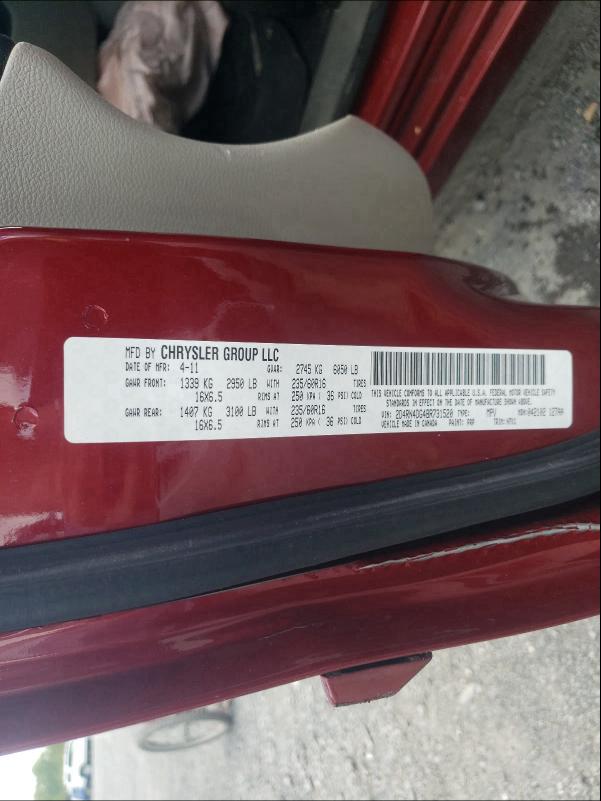 MFD BY CHRYSLER GROUP LLC
DATE OF MFR: 4-11 GVWR: 2745 KG 6050 LB
GAWR FRONT: 1339 KG 2950 LB WITH 235/60R16 TIRES
16X6.5 RIMS AT 250 KPA ( 36 PSI) COLD
GAWR REAR: 1407 KG 3100 LB WITH 235/60R16 TIRES
16X6.5 RIMS AT 250 KPA ( 36 PSI) COLD
THIS VEHICLE CONFORMS TO ALL APPLICABLE U.S.A. FEDERAL MOTOR VEHICLE SAFETY
STANDARDS IN EFFECT ON THE DATE OF MANUFACTURE SHOWN ABOVE.
VIN: 2D4RN4DG4BR731520 TYPE: MPV MDH: 042102 127AA
VEHICLE MADE IN CANADA PAINT: PRP TRIM: